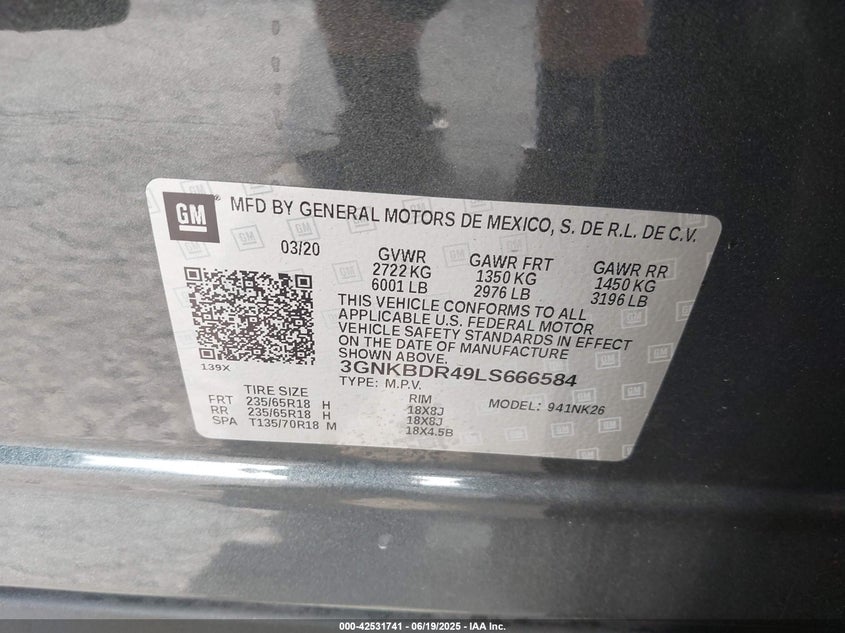 GM
MFD BY GENERAL MOTORS DE MEXICO, S. DE R.L. DE C.V.
03/20
GVWR
2722 KG
6001 LB
GAWR FRT
1350 KG
2976 LB
GAWR RR
1450 KG
3196 LB
THIS VEHICLE CONFORMS TO ALL
APPLICABLE U.S. FEDERAL MOTOR
VEHICLE SAFETY STANDARDS IN EFFECT
ON THE DATE OF MANUFACTURE
SHOWN ABOVE.
139X
3GNKBDR49LS666584
TYPE: M.P.V.
MODEL: 941NK26
TIRE SIZE
RIM
FRT 235/65R18 H 18X8J
RR 235/65R18 H 18X8J
SPA T135/70R18 M 18X4.5B
000-42531741 - 06/19/2025 - IAA Inc.